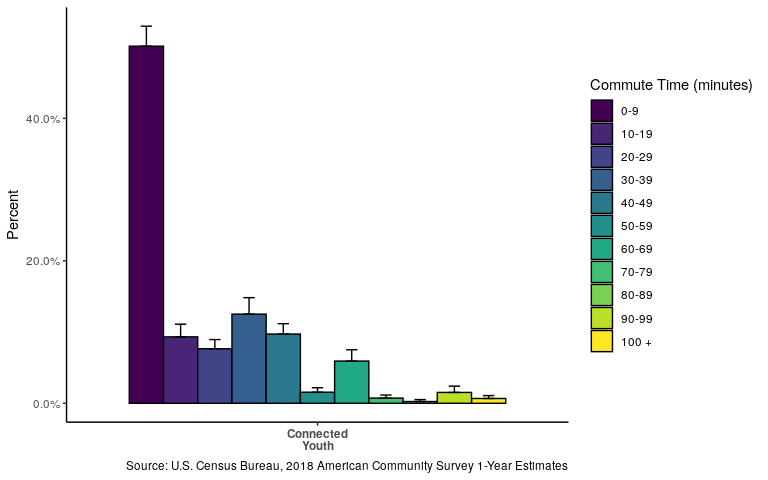 Percent
40.0%
20.0%
0.0%
Connected
Youth
Commute Time (minutes)
0-9
10-19
20-29
30-39
40-49
50-59
60-69
70-79
80-89
90-99
100 +
Source: U.S. Census Bureau, 2018 American Community Survey 1-Year Estimates